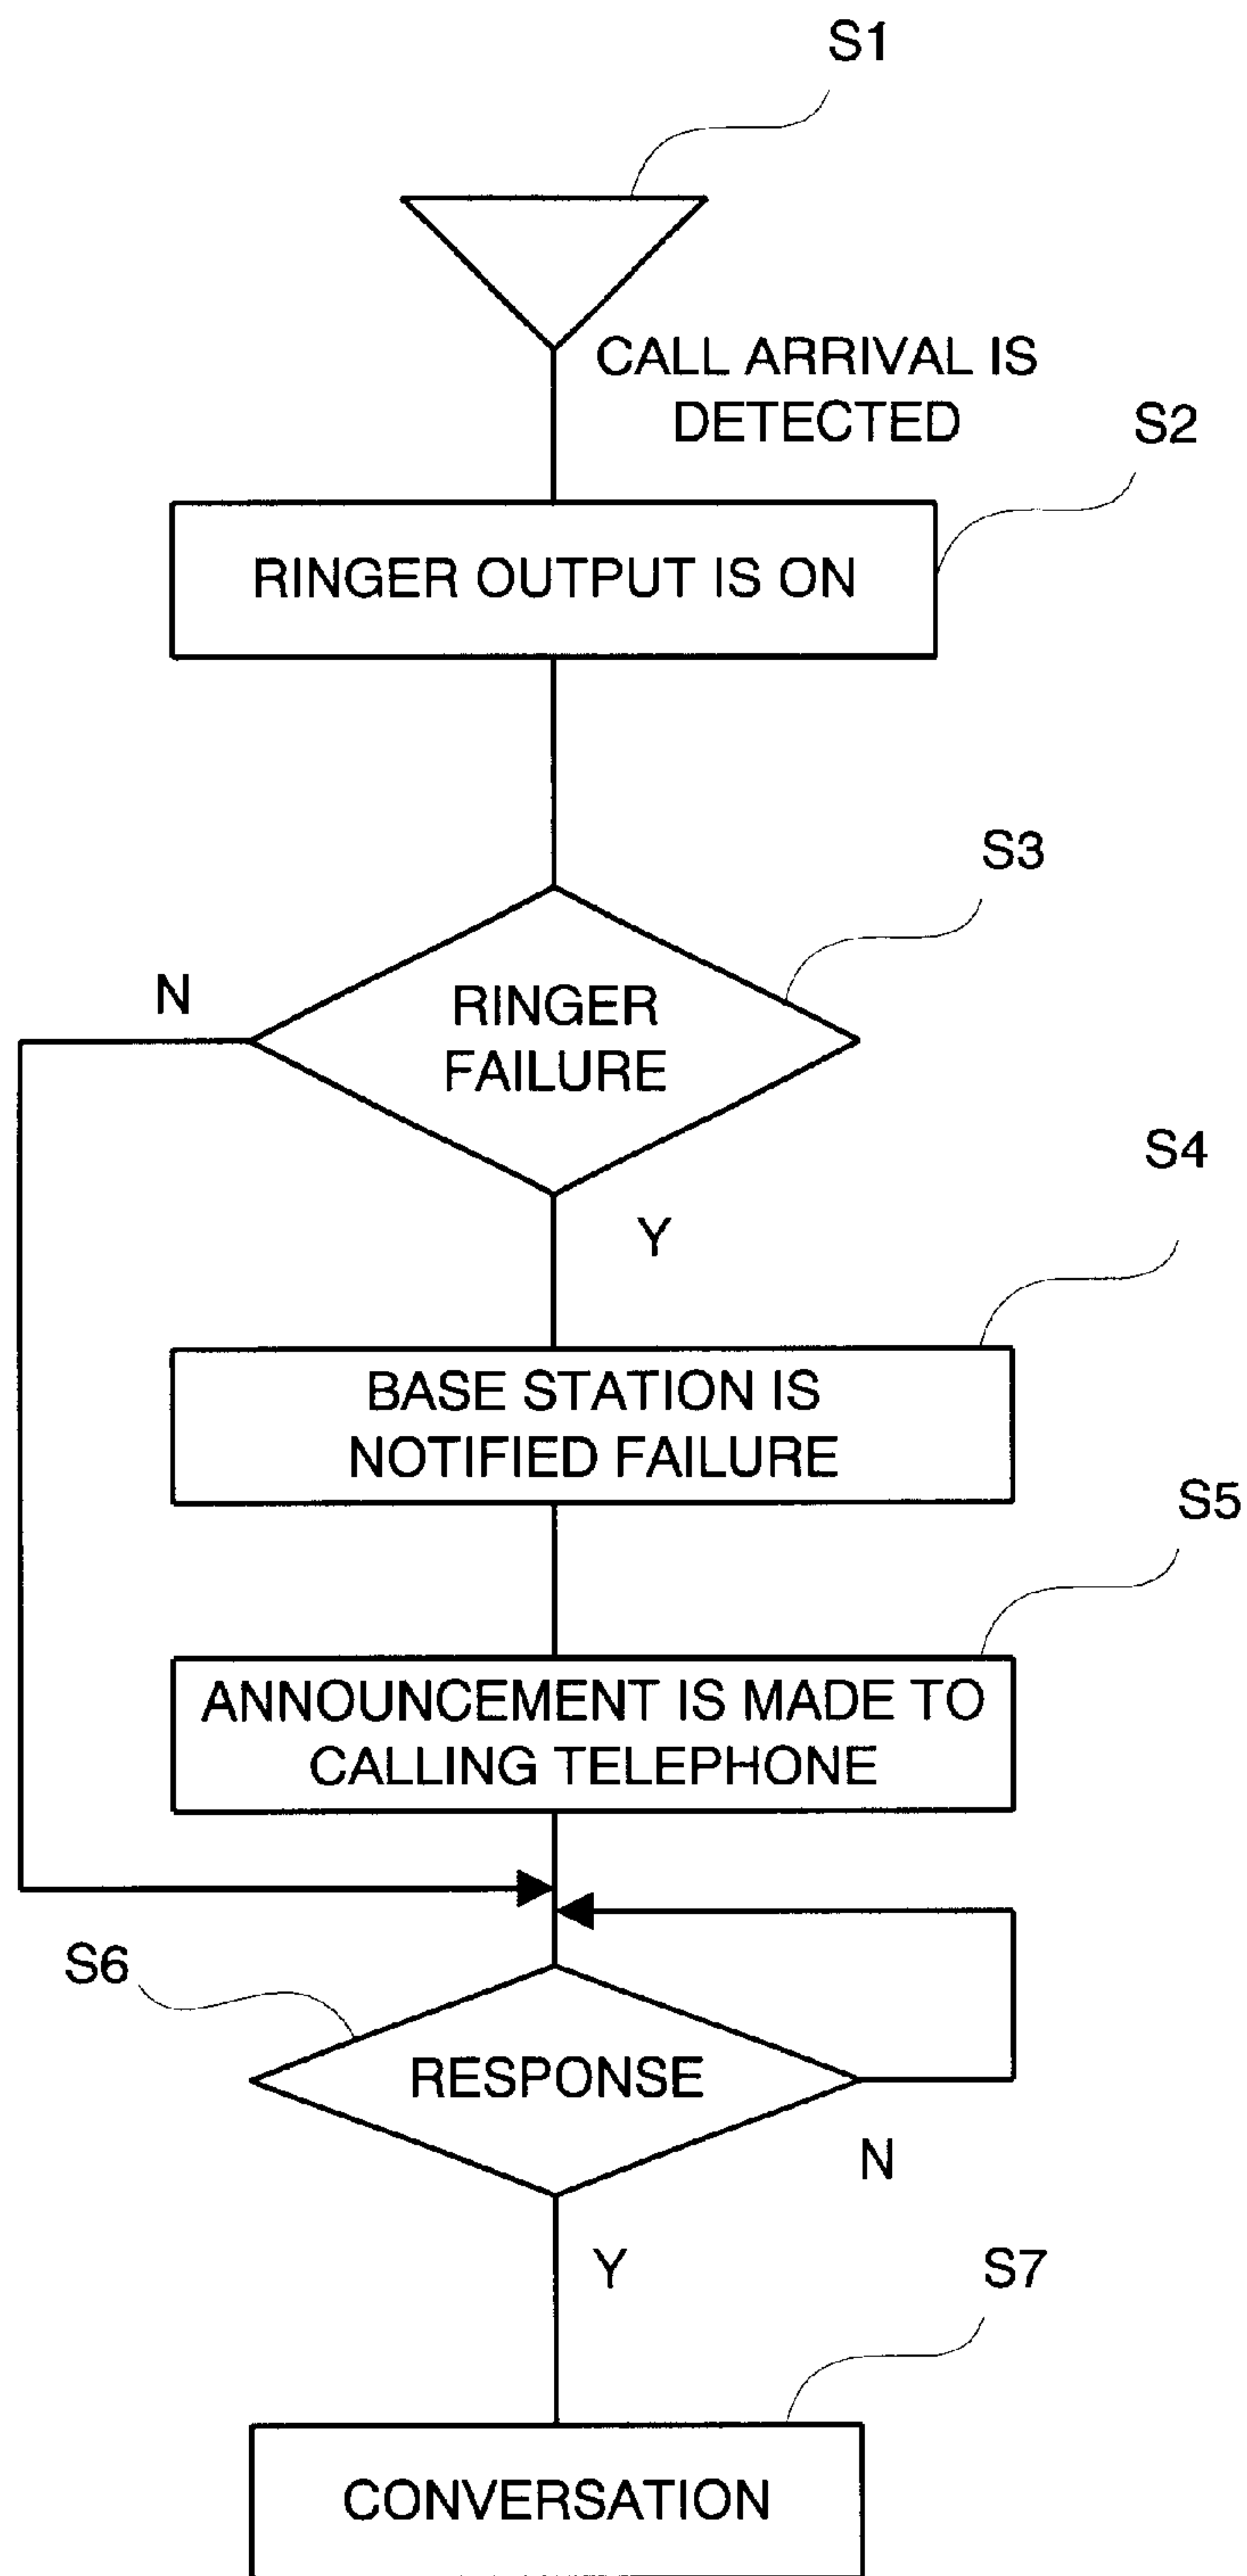 S1
CALL ARRIVAL IS
DETECTED
S2
RINGER OUTPUT IS ON
S3
N
RINGER
FAILURE
S4
Y
BASE STATION IS
NOTIFIED FAILURE
S5
ANNOUNCEMENT IS MADE TO
CALLING TELEPHONE
S6
RESPONSE
N
Y
S7
CONVERSATION